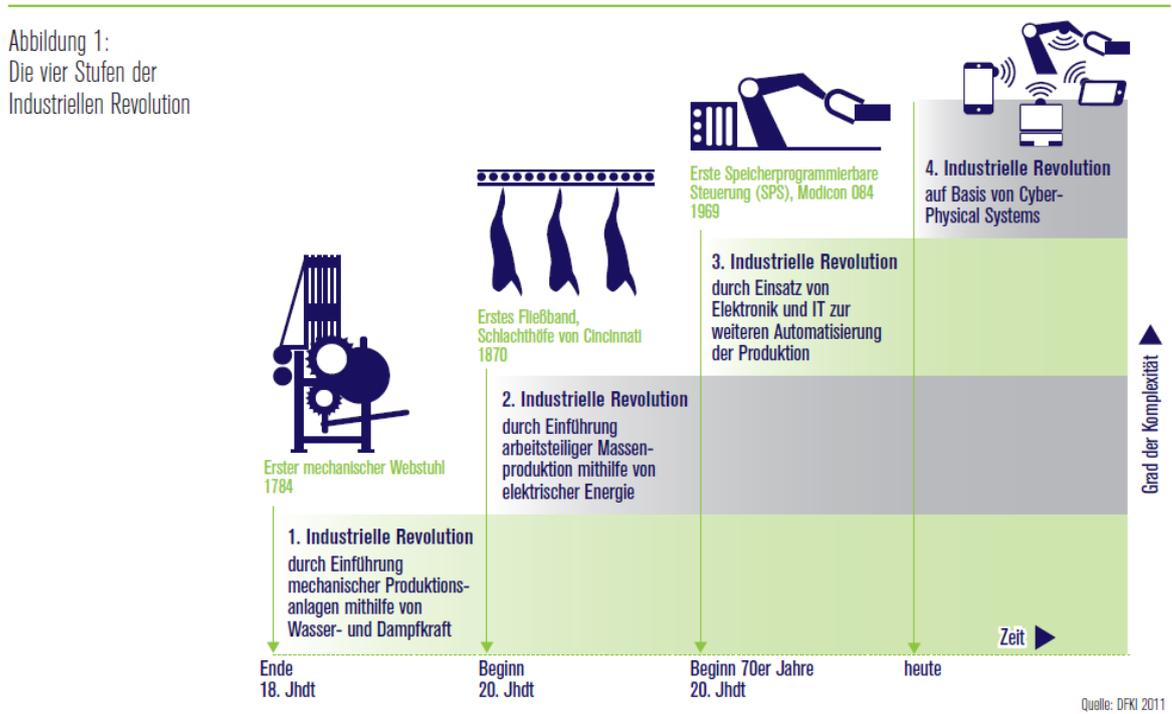 Abbildung 1:
Die vier Stufen der
Industriellen Revolution
4. Industrielle Revolution
auf Basis von Cyber-
Physical Systems
Erste Speicherprogrammierbare
Steuerung (SPS), Modicon 084
1969
3. Industrielle Revolution
durch Einsatz von
Elektronik und IT zur
weiteren Automatisierung
der Produktion
Erstes Fließband,
Schlachthöfe von Cincinnati
1870
2. Industrielle Revolution
durch Einführung
arbeitsteiliger Massen-
produktion mithilfe von
elektrischer Energie
Erster mechanischer Webstuhl
1784
1. Industrielle Revolution
durch Einführung
mechanischer Produktions-
anlagen mithilfe von
Wasser- und Dampfkraft
Grad der Komplexität
Zeit
Ende
18. Jhdt
Beginn
20. Jhdt
Beginn 70er Jahre
20. Jhdt
heute
Quelle: DFKI 2011